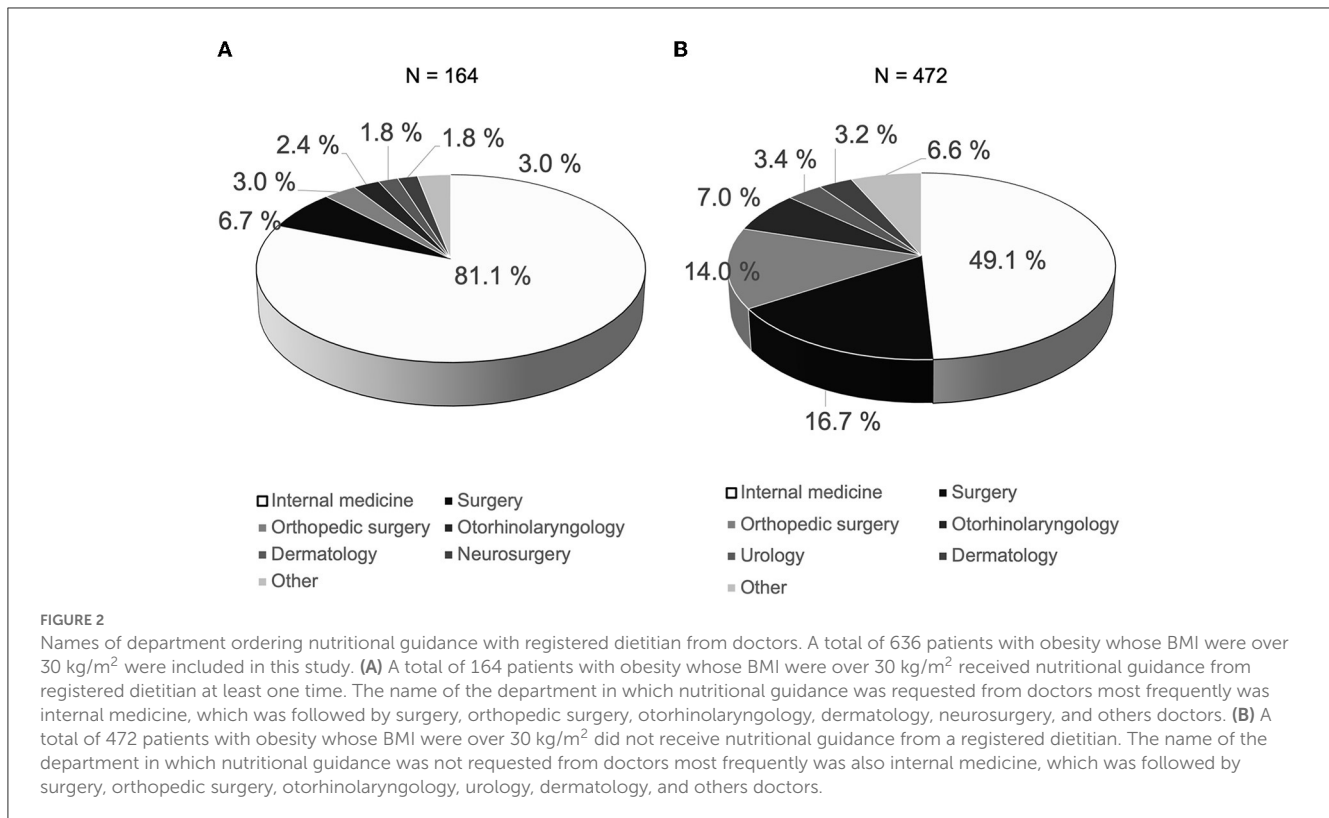 A
N = 164
2.4 %
1.8 %
1.8 %
3.0 %
3.0 %
6.7 %
81.1 %
Internal medicine
Surgery
Orthopedic surgery
Otorhinolaryngology
Dermatology
Neurosurgery
Other
B
N = 472
3.4 %
3.2 %
6.6 %
7.0 %
14.0 %
49.1 %
16.7 %
Internal medicine
Surgery
Orthopedic surgery
Otorhinolaryngology
Urology
Dermatology
Other
FIGURE 2
Names of department ordering nutritional guidance with registered dietitian from doctors. A total of 636 patients with obesity whose BMI were over
30 kg/m² were included in this study. (A) A total of 164 patients with obesity whose BMI were over 30 kg/m² received nutritional guidance from
registered dietitian at least one time. The name of the department in which nutritional guidance was requested from doctors most frequently was
internal medicine, which was followed by surgery, orthopedic surgery, otorhinolaryngology, dermatology, neurosurgery, and others doctors. (B) A
total of 472 patients with obesity whose BMI were over 30 kg/m² did not receive nutritional guidance from a registered dietitian. The name of the
department in which nutritional guidance was not requested from doctors most frequently was also internal medicine, which was followed by
surgery, orthopedic surgery, otorhinolaryngology, urology, dermatology, and others doctors.